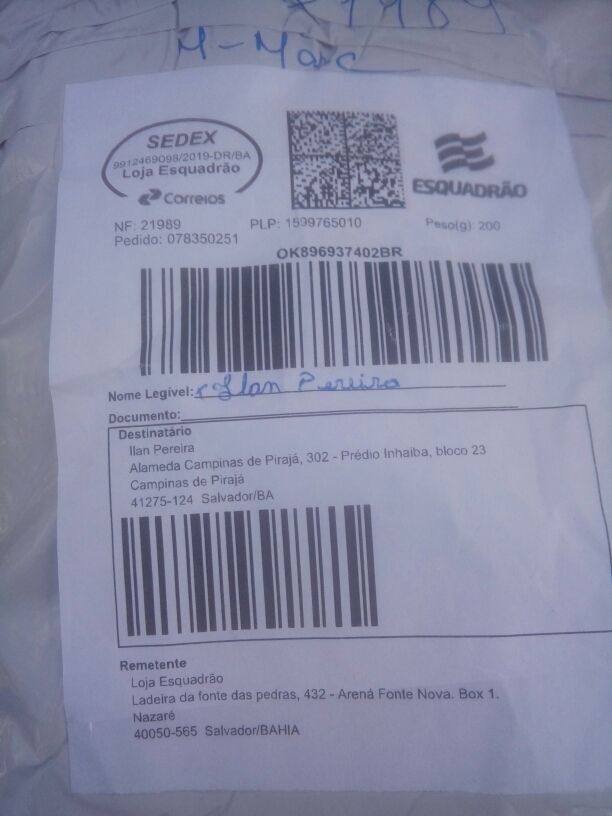 M-Masc
SEDEX
9912469098/2019-DR/BA
Loja Esquadrão
Correios
ESQUADRÃO
NF: 21989 PLP: 1599765010 Peso(g): 200
Pedido: 078350251
OK896937402BR
Nome Legível: x Ilan Pereira
Documento:
Destinatário
Ilan Pereira
Alameda Campinas de Pirajá, 302 - Prédio Inhaiba, bloco 23
Campinas de Pirajá
41275-124 Salvador/BA
Remetente
Loja Esquadrão
Ladeira da fonte das pedras, 432 - Arená Fonte Nova. Box 1.
Nazaré
40050-565 Salvador/BAHIA